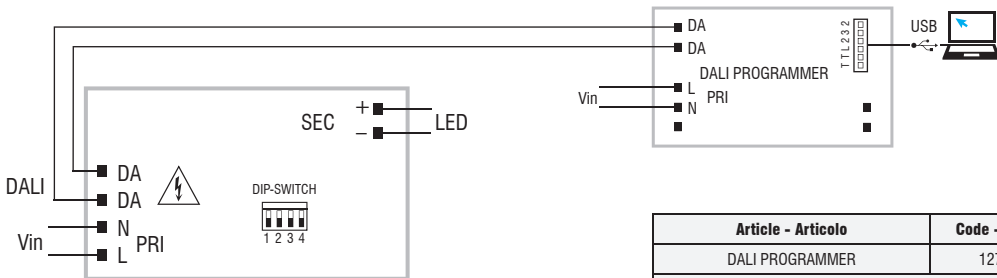 DA
DA
DALI PROGRAMMER
L
PRI
N
Vin
TTL232
USB
SEC
+
–
LED
DALI
DA
DA
N
L
PRI
Vin
DIP-SWITCH
1 2 3 4
Article - Articolo
Code -
DALI PROGRAMMER